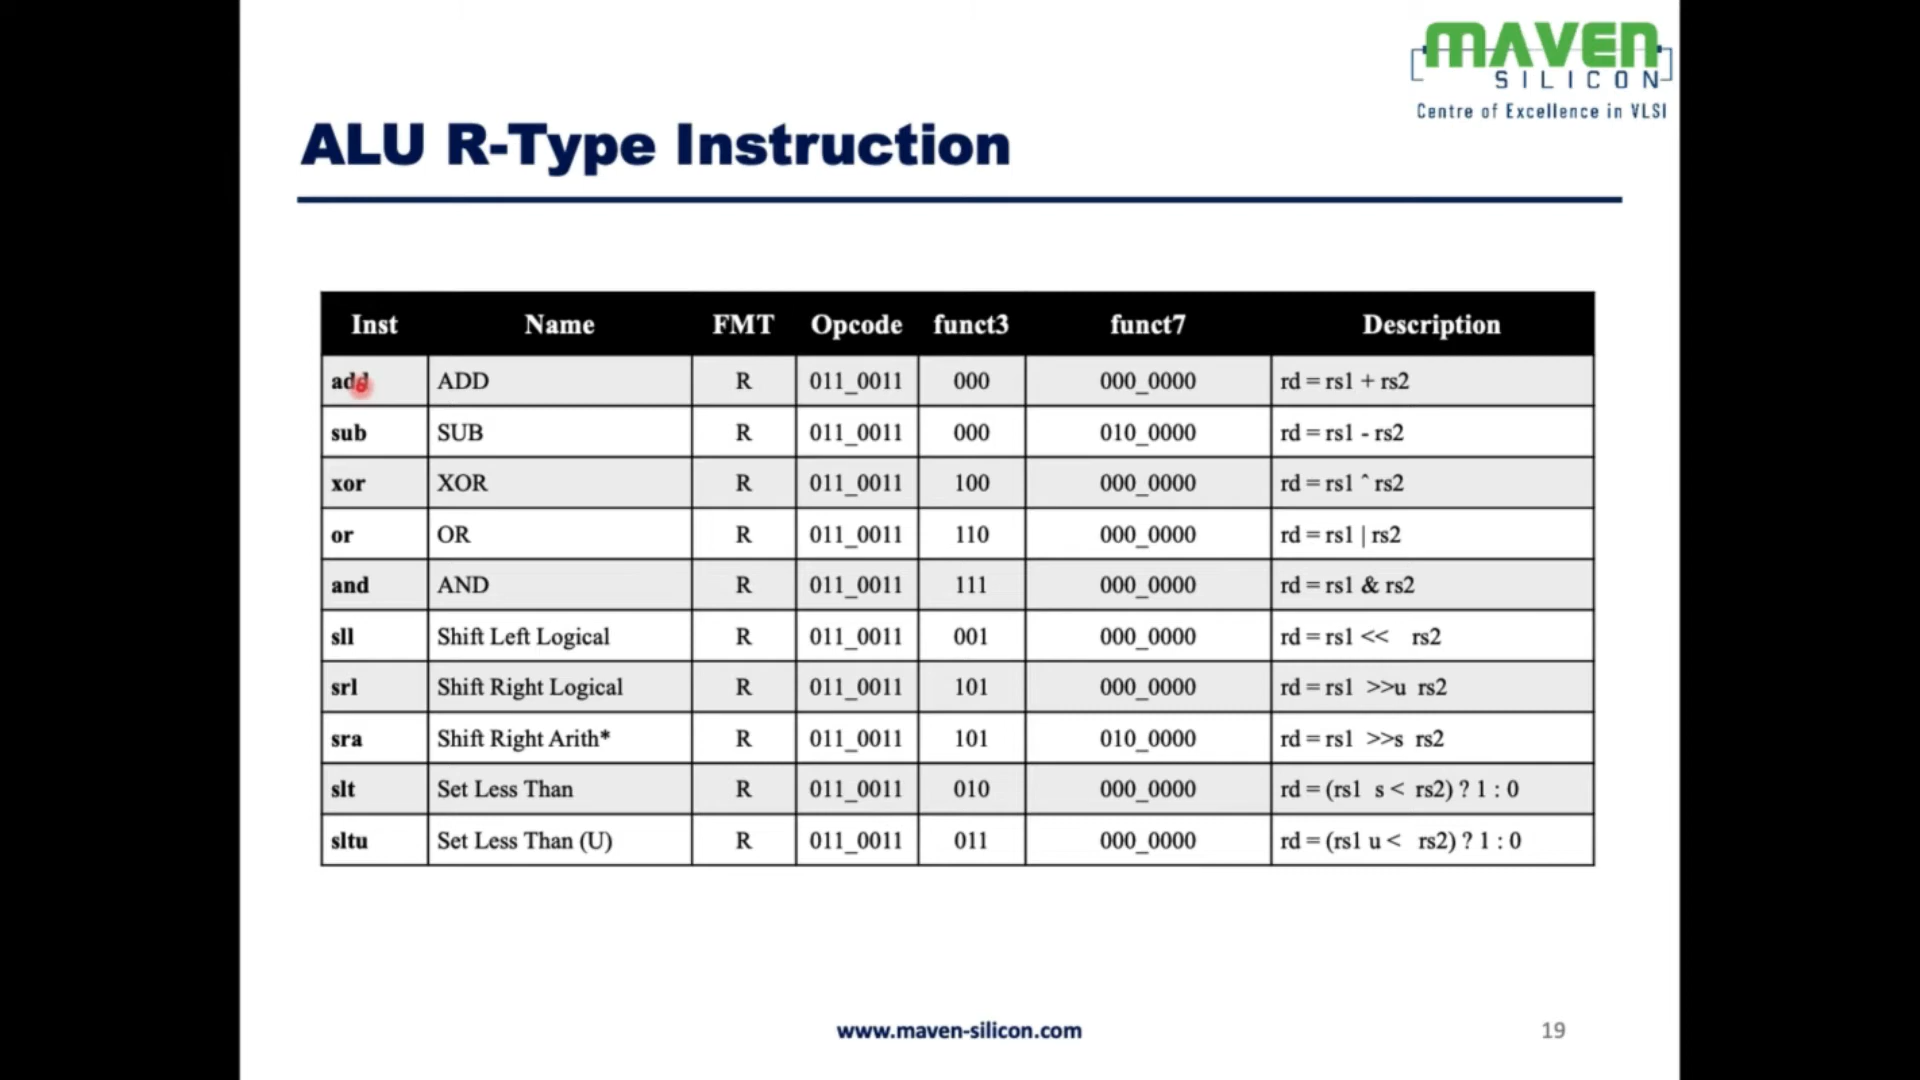 MAVEN
SILICON
Centre of Excellence in VLSI
ALU R-Type Instruction
Inst Name FMT Opcode funct3 funct7 Description
add ADD R 011_0011 000 000_0000 rd = rs1 + rs2
sub SUB R 011_0011 000 010_0000 rd = rs1 - rs2
xor XOR R 011_0011 100 000_0000 rd = rs1 ^ rs2
or OR R 011_0011 110 000_0000 rd = rs1 | rs2
and AND R 011_0011 111 000_0000 rd = rs1 & rs2
sll Shift Left Logical R 011_0011 001 000_0000 rd = rs1 << rs2
srl Shift Right Logical R 011_0011 101 000_0000 rd = rs1 >>u rs2
sra Shift Right Arith* R 011_0011 101 010_0000 rd = rs1 >>s rs2
slt Set Less Than R 011_0011 010 000_0000 rd = (rs1 s < rs2) ? 1 : 0
sltu Set Less Than (U) R 011_0011 011 000_0000 rd = (rs1 u < rs2) ? 1 : 0
www.maven-silicon.com 19